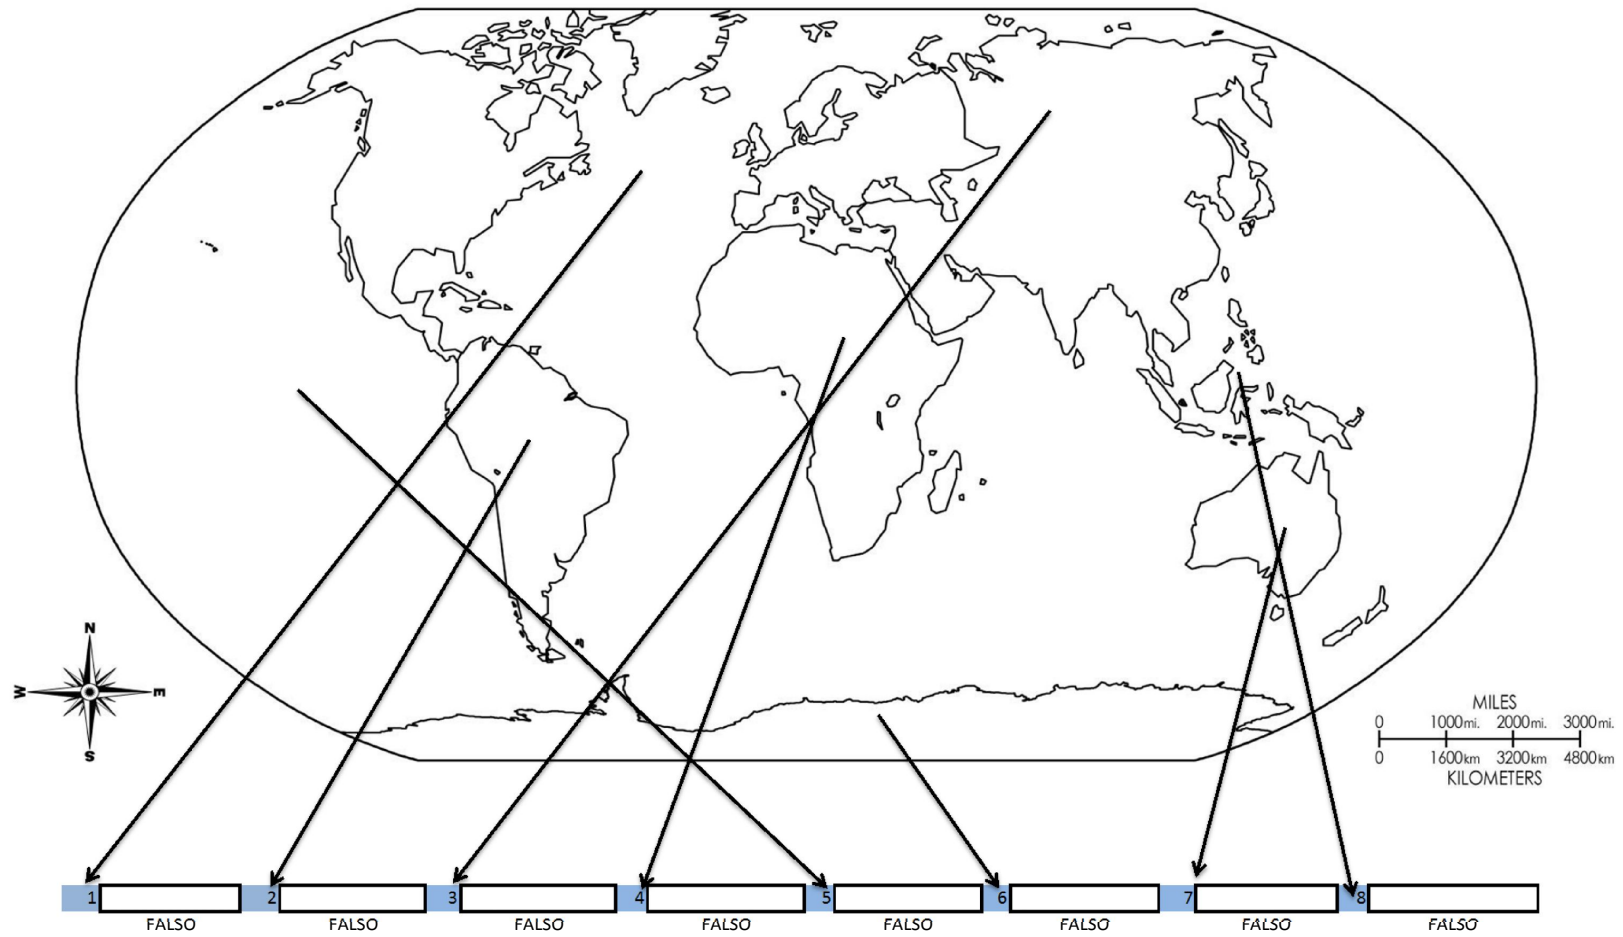 N
W E
S
MILES
0 1000mi. 2000mi. 3000mi.
0 1600km 3200km 4800km
KILOMETERS
1 2 3 4 5 6 7 8
FALSO FALSO FALSO FALSO FALSO FALSO FALSO FALSO